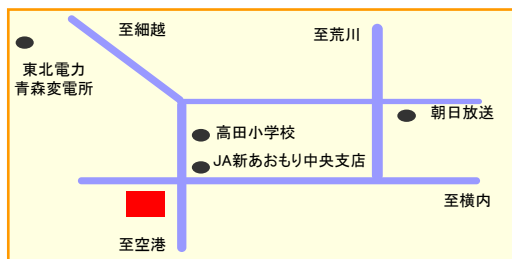 至細越
至荒川
東北電力
青森変電所
朝日放送
高田小学校
JA新あおもり中央支店
至横内
至空港